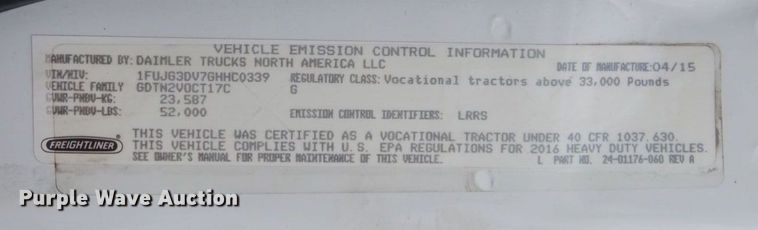 VEHICLE EMISSION CONTROL INFORMATION
MANUFACTURED BY: DAIMLER TRUCKS NORTH AMERICA LLC DATE OF MANUFACTURE: 04/15
VIN/NIV: 1FUJG3DV7GHHC0339 REGULATORY CLASS: Vocational tractors above 33,000 Pounds
VEHICLE FAMILY GDTN2VOCT17C G
GVWR-PNBV-KG: 23,587
GVWR-PNBV-LBS: 52,000 EMISSION CONTROL IDENTIFIERS: LRRS
THIS VEHICLE WAS CERTIFIED AS A VOCATIONAL TRACTOR UNDER 40 CFR 1037.630.
FREIGHTLINER THIS VEHICLE COMPLIES WITH U.S. EPA REGULATIONS FOR 2016 HEAVY DUTY VEHICLES.
SEE OWNER'S MANUAL FOR PROPER MAINTENANCE OF THIS VEHICLE. L PART NO. 24-01176-060 REV A
Purple Wave Auction